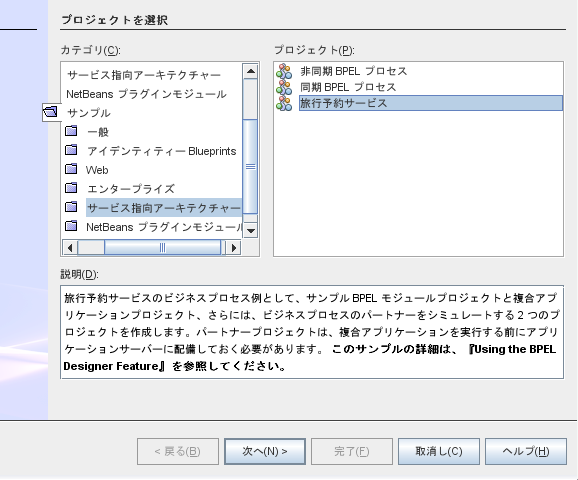 プロジェクトを選択
カテゴリ(C):
サービス指向アーキテクチャー
NetBeans プラグインモジュール
サンプル
一般
アイデンティティー Blueprints
Web
エンタープライズ
サービス指向アーキテクチャー
NetBeans プラグインモジュール
プロジェクト(P):
非同期 BPEL プロセス
同期 BPEL プロセス
旅行予約サービス
説明(D):
旅行予約サービスのビジネスプロセス例として、サンプル BPEL モジュールプロジェクトと複合アプ
リケーションプロジェクト、さらには、ビジネスプロセスのパートナーをシミュレートする 2 つのプ
ロジェクトを作成します。パートナープロジェクトは、複合アプリケーションを実行する前にアプリ
ケーションサーバーに配備しておく必要があります。 このサンプルの詳細は、『Using the BPEL
Designer Feature』を参照してください。
< 戻る(B)
次へ(N) >
完了(F)
取消し(C)
ヘルプ(H)